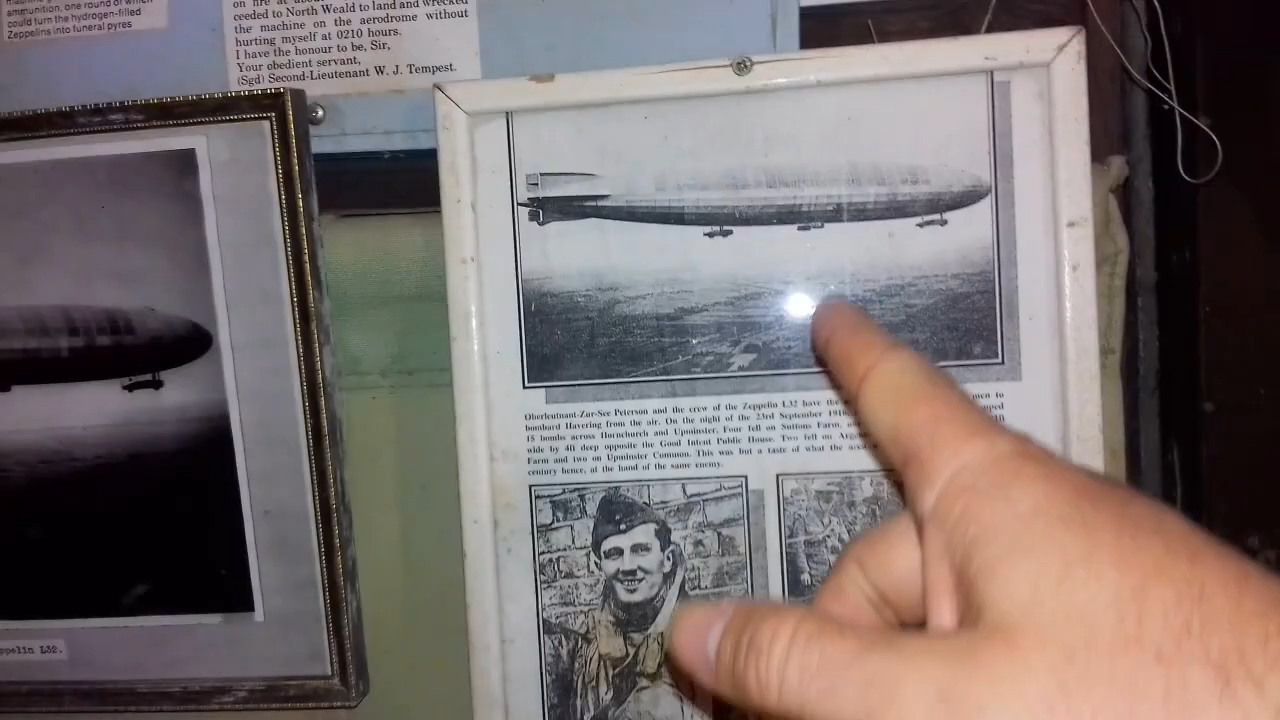 ammunition, one round of which
could turn the hydrogen-filled
Zeppelins into funeral pyres
ceeded to North Weald to land and wrecked
the machine on the aerodrome without
hurting myself at 0210 hours.
I have the honour to be, Sir,
Your obedient servant,
(Sgd) Second-Lieutenant W. J. Tempest.
Oberleutnant-Zur-See Peterson and the crew of the Zeppelin L32 have the men to
bombard Havering from the air. On the night of the 23rd September
15 bombs across Hornchurch and Upminster. Four fell on Suttons Farm,
wide by 4ft deep opposite the Good Intent Public House. Two fell on
Farm and two on Upminster Common. This was but a taste of what the
century hence, at the hand of the same enemy.
ppelin L32.